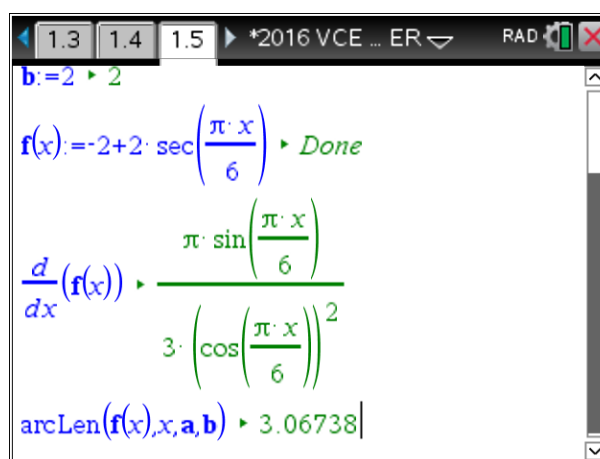 1.3 1.4 1.5 *2016 VCE … ER RAD
b:=2 ▸ 2
f(x):=-2+2· sec(π· x/6) ▸ Done
d/dx(f(x)) ▸ π· sin(π· x/6)/3· (cos(π· x/6))^2
arcLen(f(x),x,a,b) ▸ 3.06738